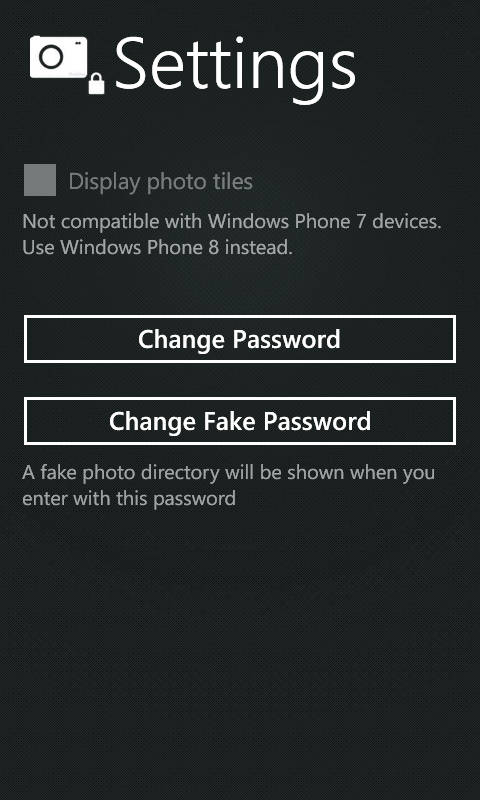 Settings
Display photo tiles
Not compatible with Windows Phone 7 devices.
Use Windows Phone 8 instead.
Change Password
Change Fake Password
A fake photo directory will be shown when you
enter with this password